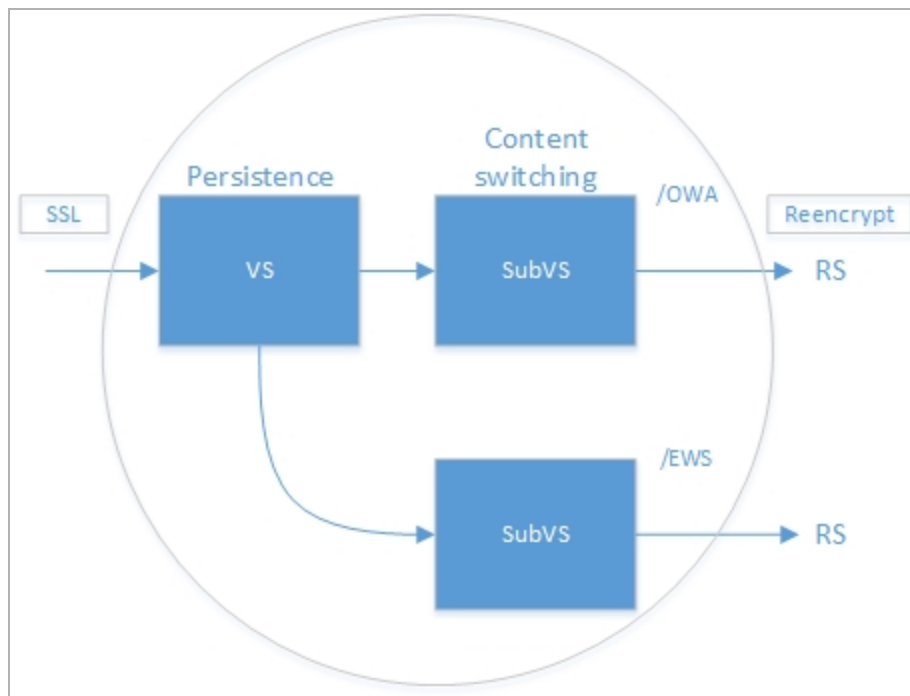 Content
switching
Persistence
/OWA
SSL
Reencrypt
VS
SubVS
RS
/EWS
SubVS
RS